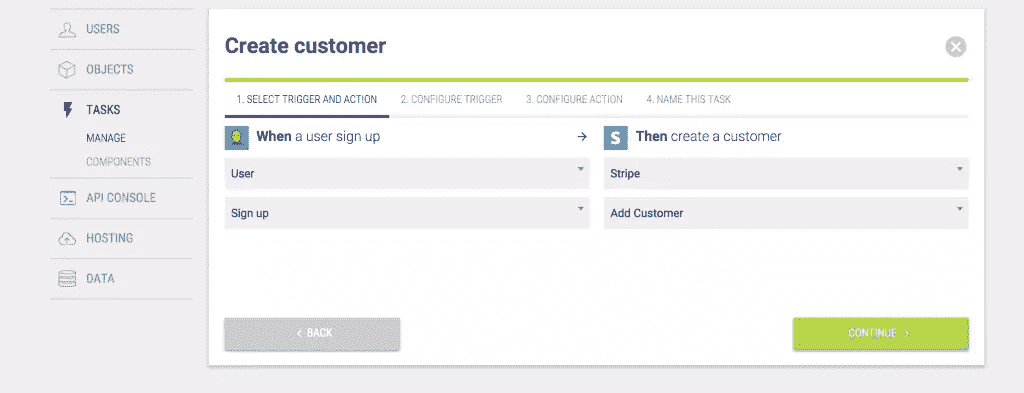 USERS
OBJECTS
TASKS
MANAGE
COMPONENTS
API CONSOLE
HOSTING
DATA
Create customer
1. SELECT TRIGGER AND ACTION 2. CONFIGURE TRIGGER 3. CONFIGURE ACTION 4. NAME THIS TASK
When a user sign up → S Then create a customer
User Stripe
Sign up Add Customer
‹ BACK CONTINUE ›